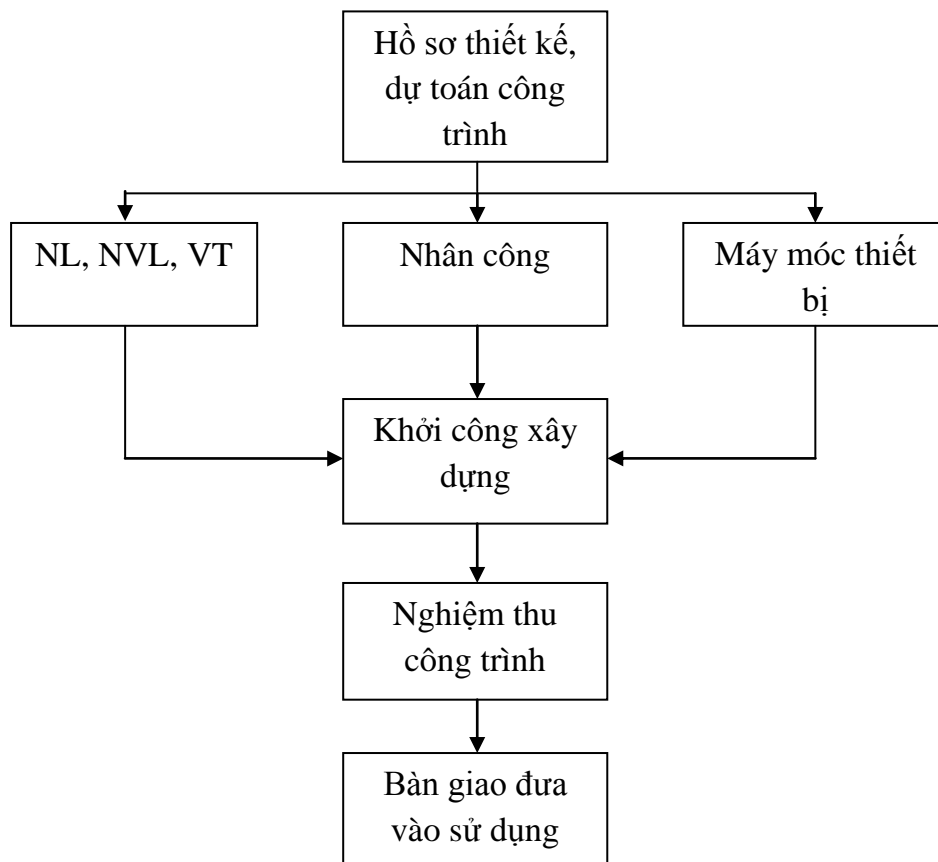 Hồ sơ thiết kế,
dự toán công
trình
NL, NVL, VT
Nhân công
Máy móc thiết
bị
Khởi công xây
dựng
Nghiệm thu
công trình
Bàn giao đưa
vào sử dụng